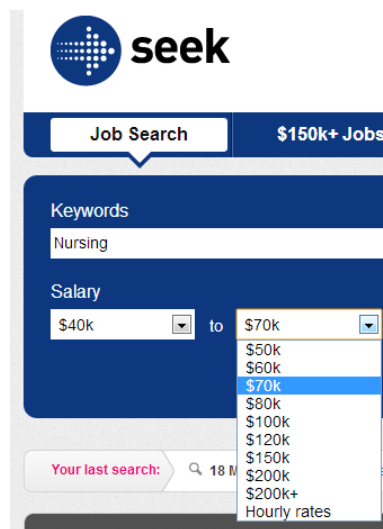 seek
Job Search
$150k+ Jobs
Keywords
Nursing
Salary
$40k to $70k
$50k
$60k
$70k
$80k
$100k
$120k
$150k
$200k
$200k+
Hourly rates
Your last search: 18